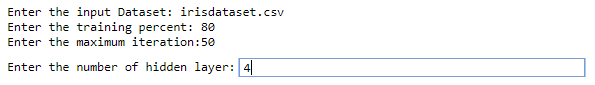 Enter the input Dataset: irisdataset.csv
Enter the training percent: 80
Enter the maximum iteration:50
Enter the number of hidden layer: 4